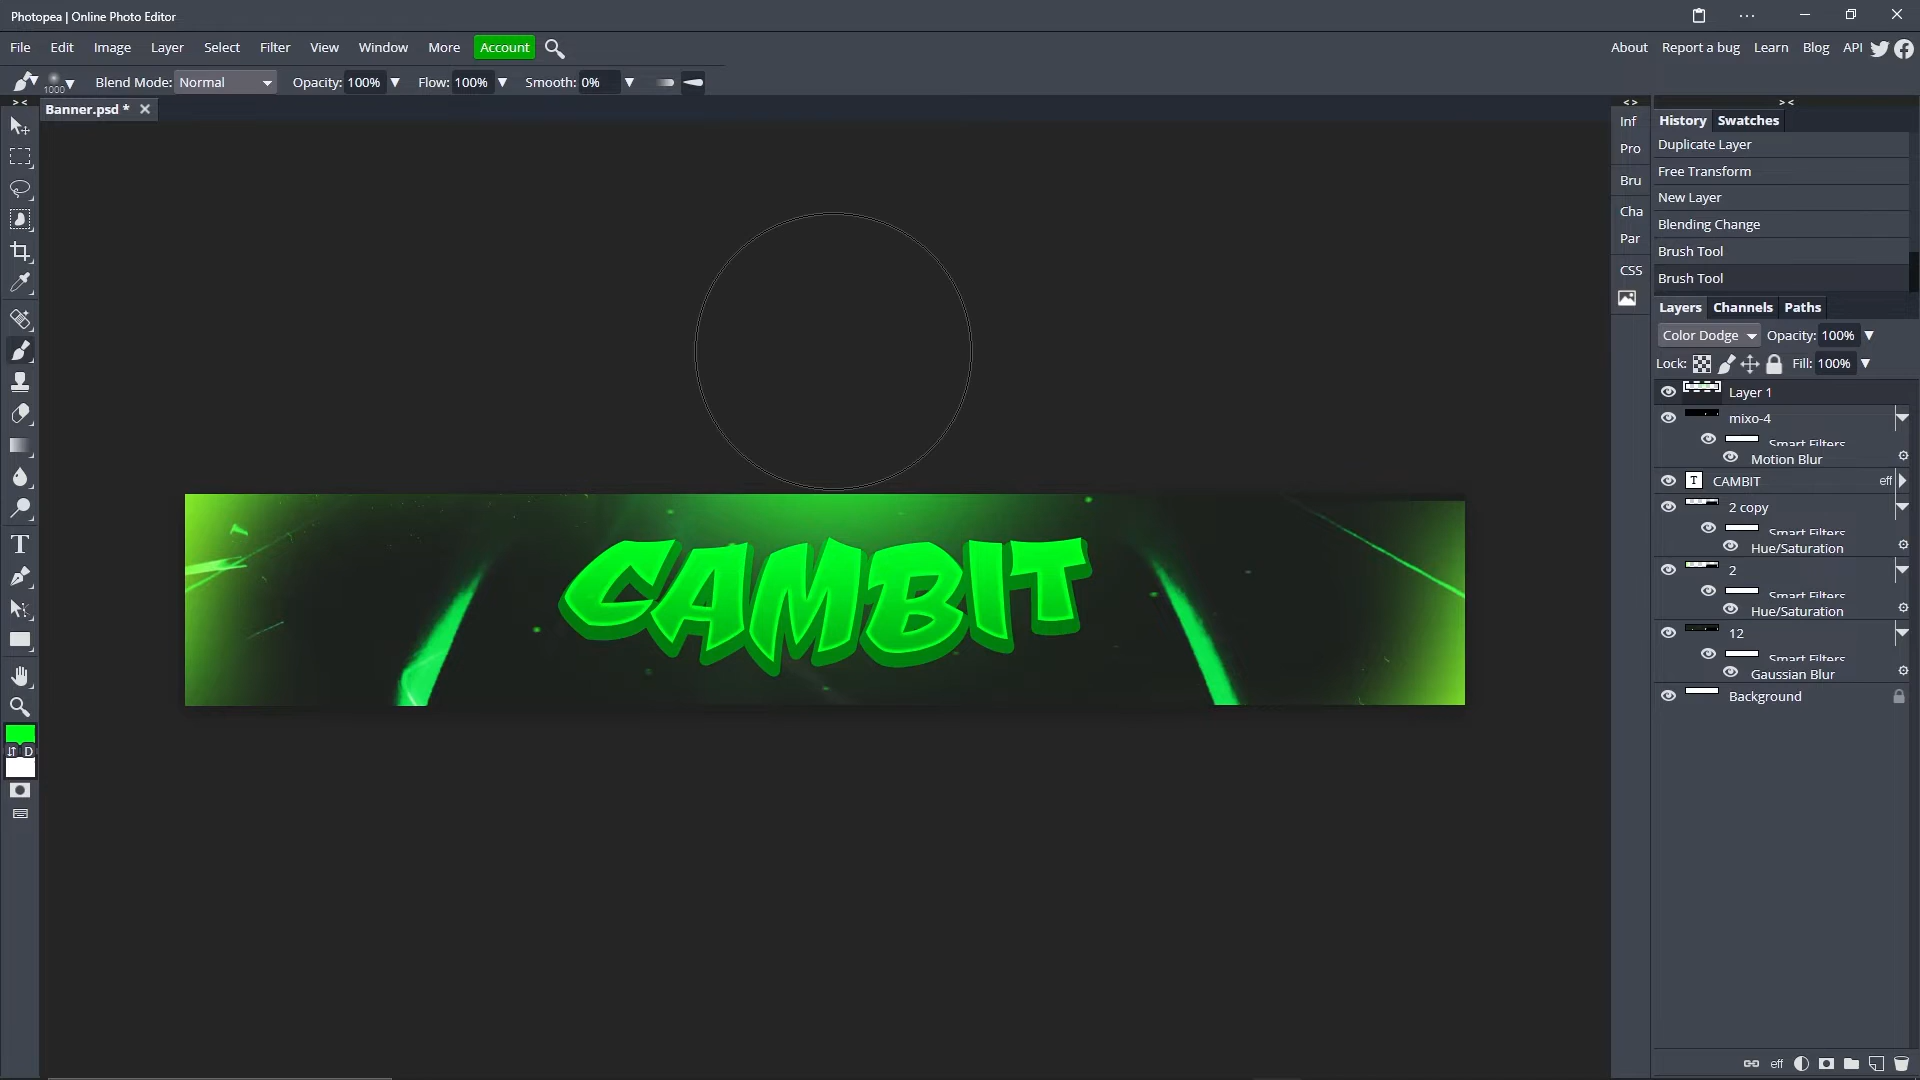 Photopea | Online Photo Editor
File Edit Image Layer Select Filter View Window More Account
About Report a bug Learn Blog API
1000 Blend Mode: Normal Opacity: 100% Flow: 100% Smooth: 0%
Banner.psd *
CAMBIT
D
T
Inf
Pro
Bru
Cha
Par
CSS
History Swatches
Duplicate Layer
Free Transform
New Layer
Blending Change
Brush Tool
Brush Tool
Layers Channels Paths
Color Dodge Opacity: 100%
Lock: Fill: 100%
Layer 1
mixo-4
Smart Filters
Motion Blur
T CAMBIT eff
2 copy
Smart Filters
Hue/Saturation
2
Smart Filters
Hue/Saturation
12
Smart Filters
Gaussian Blur
Background
eff